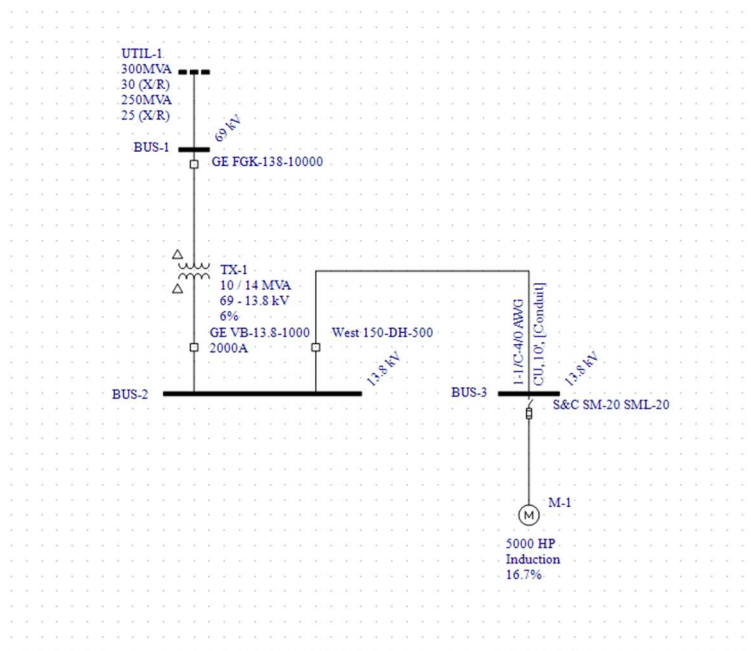 UTIL-1
300MVA
30 (X/R)
250MVA
25 (X/R)
69 kV
BUS-1
GE FGK-138-10000
TX-1
10 / 14 MVA
69 - 13.8 kV
6%
GE VB-13.8-1000
2000A
West 150-DH-500
13.8 kV
BUS-2
1-1/C-4/0 AWG
CU, 10', [Conduit]
13.8 kV
BUS-3
S&C SM-20 SML-20
M-1
M
5000 HP
Induction
16.7%